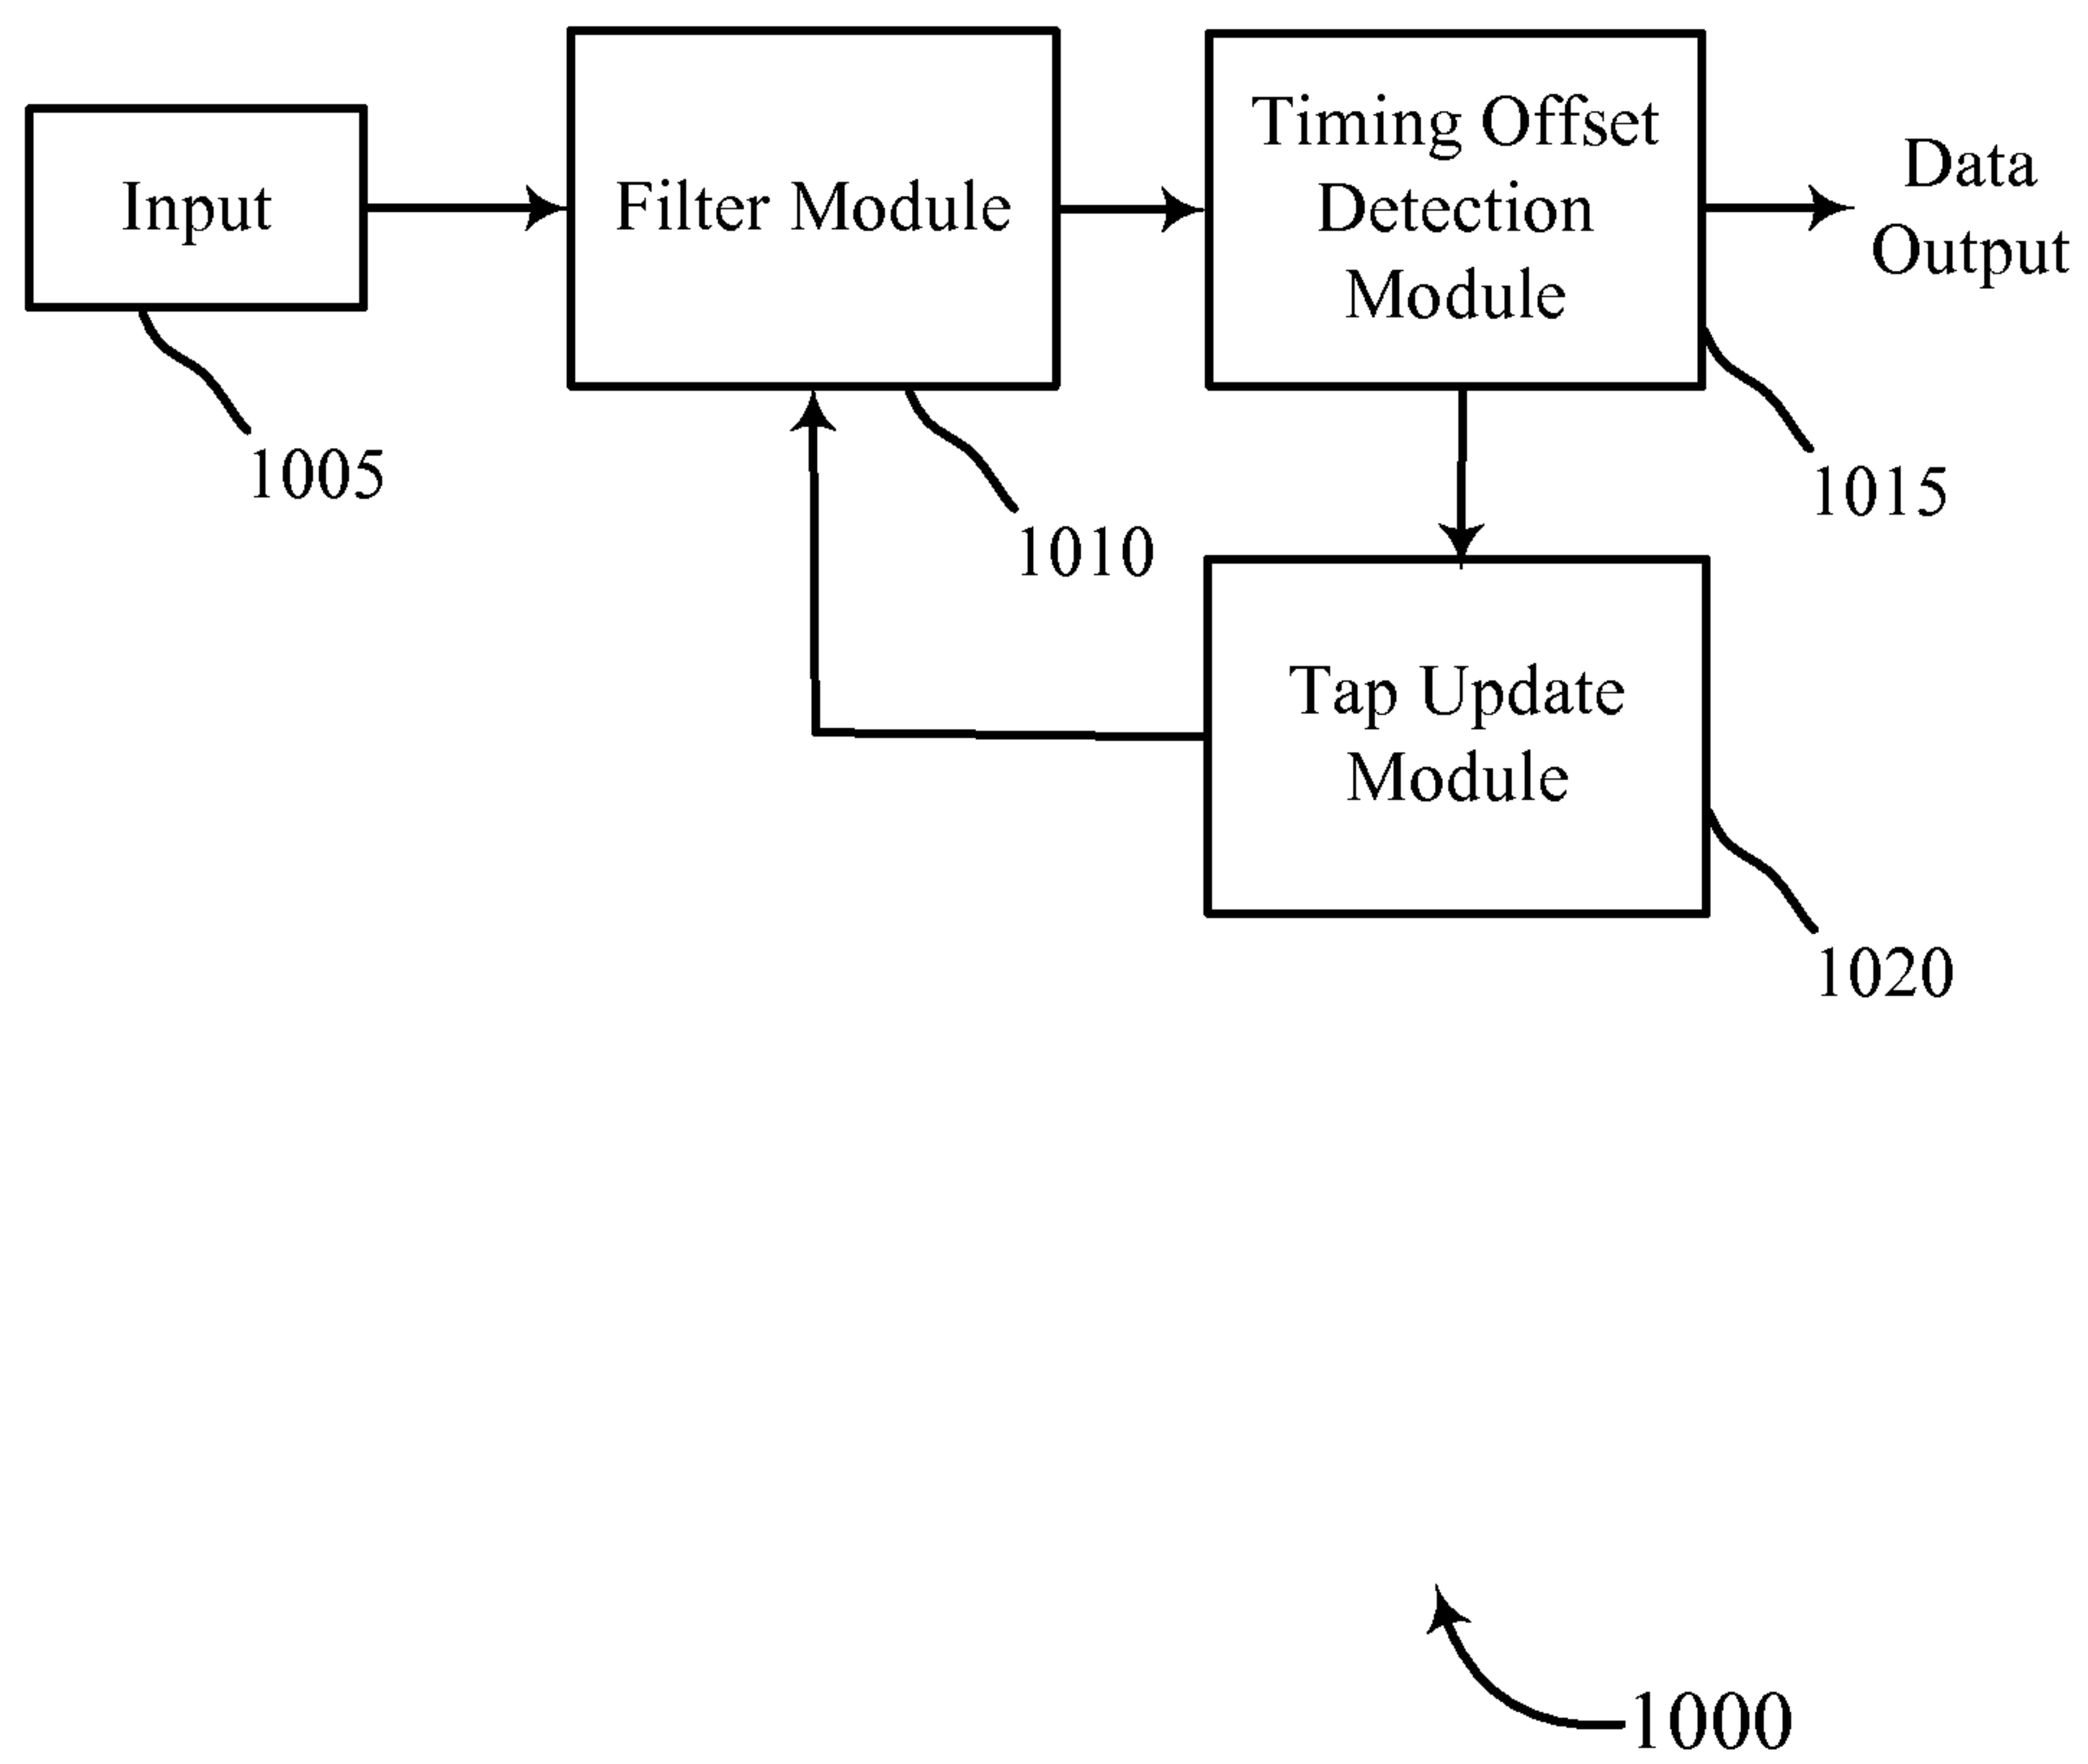 Input
Filter Module
Timing Offset
Detection
Module
Data
Output
1005
1010
1015
Tap Update
Module
1020
1000